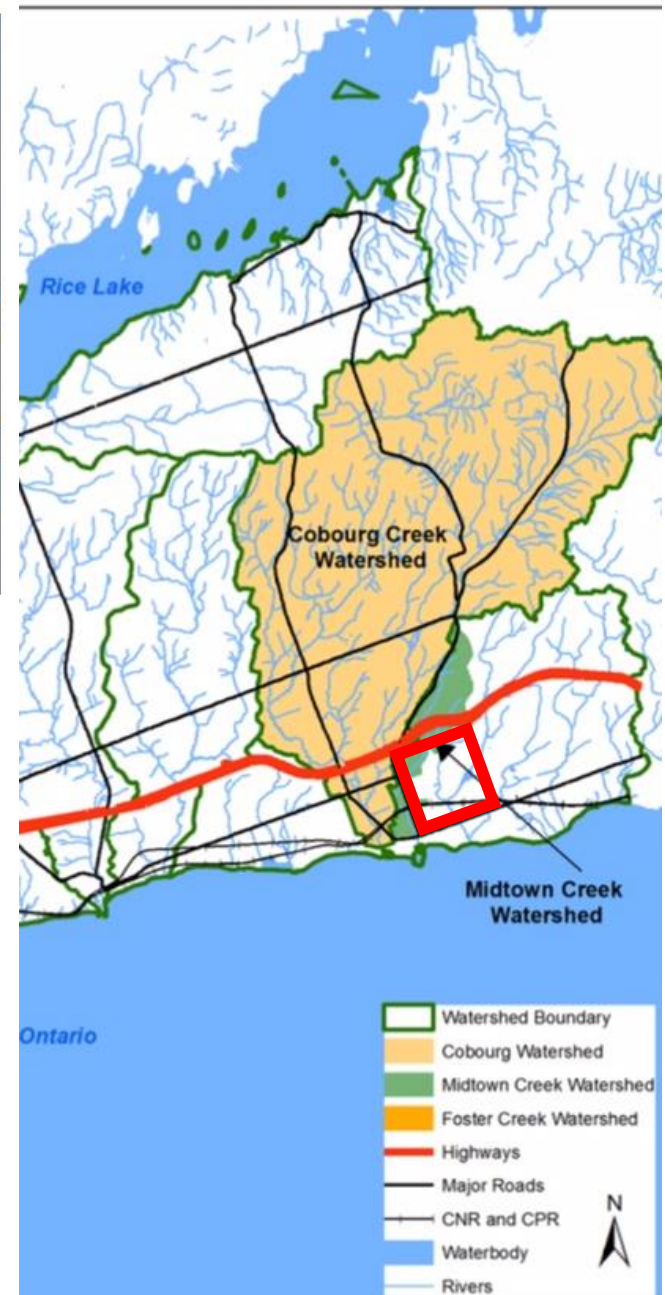 Rice Lake
Cobourg Creek
Watershed
Midtown Creek
Watershed
Ontario
Watershed Boundary
Cobourg Watershed
Midtown Creek Watershed
Foster Creek Watershed
Highways
Major Roads
CNR and CPR
Waterbody
Rivers
N